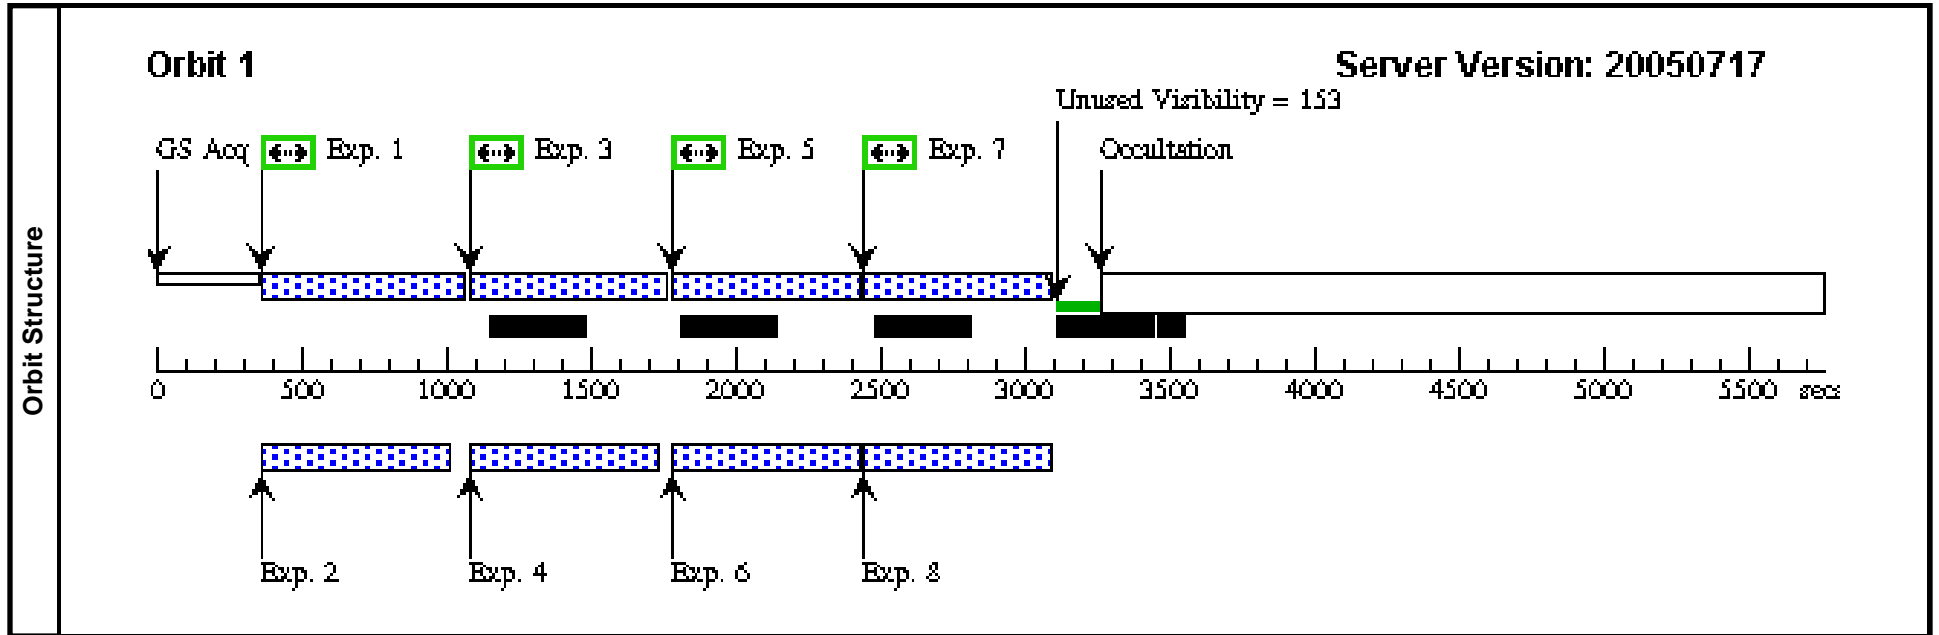 Orbit 1
Server Version: 20050717
Unused Visibility = 153
GS Acq
Exp. 1
Exp. 3
Exp. 5
Exp. 7
Occultation
Orbit Structure
0 500 1000 1500 2000 2500 3000 3500 4000 4500 5000 5500 secs
Exp. 2
Exp. 4
Exp. 6
Exp. 8